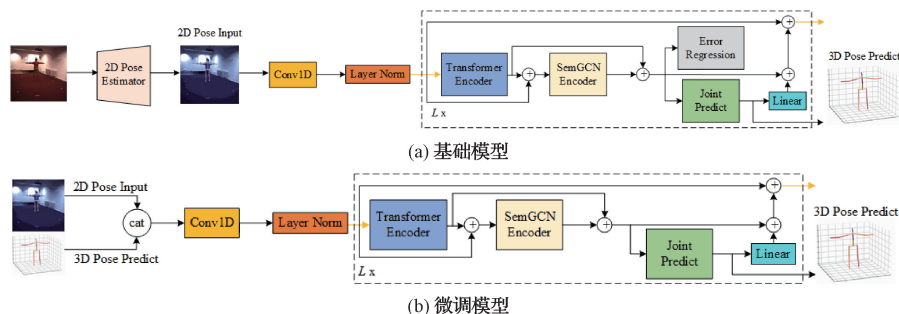 2D Pose Input
2D Pose
Estimator
Conv1D
Layer Norm
Transformer
Encoder
SemGCN
Encoder
Error
Regression
Joint
Predict
Linear
3D Pose Predict
L x
(a) 基础模型
2D Pose Input
cat
3D Pose Predict
Conv1D
Layer Norm
Transformer
Encoder
SemGCN
Encoder
Joint
Predict
Linear
3D Pose Predict
L x
(b) 微调模型